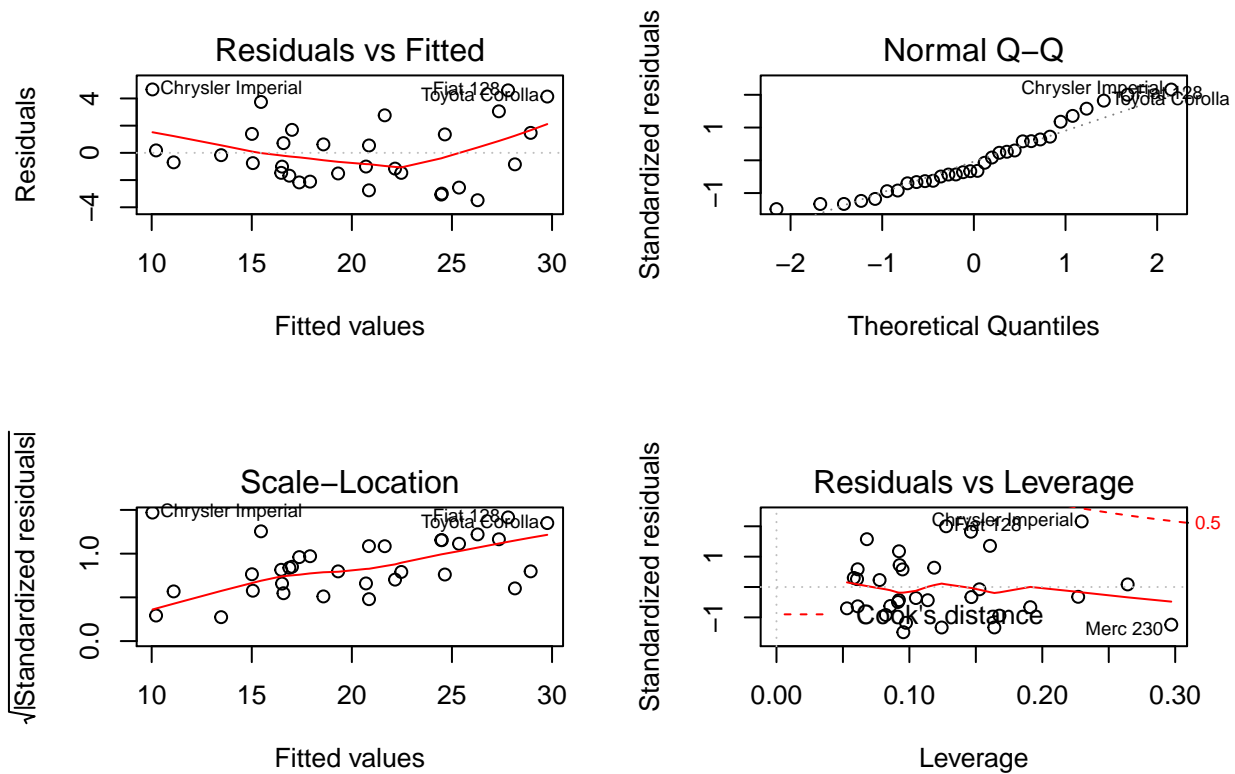 Residuals vs Fitted
Residuals
4
0
−4
Chrysler Imperial
Fiat 128
Toyota Corolla
10 15 20 25 30
Fitted values
Normal Q−Q
Standardized residuals
1
−1
Chrysler Imperial
Fiat 128
Toyota Corolla
−2 −1 0 1 2
Theoretical Quantiles
Scale−Location
√|Standardized residuals|
1.0
0.0
Chrysler Imperial
Fiat 128
Toyota Corolla
10 15 20 25 30
Fitted values
Residuals vs Leverage
Standardized residuals
1
−1
Chrysler Imperial
Fiat 128
0.5
Cook's distance
Merc 230
0.00 0.10 0.20 0.30
Leverage